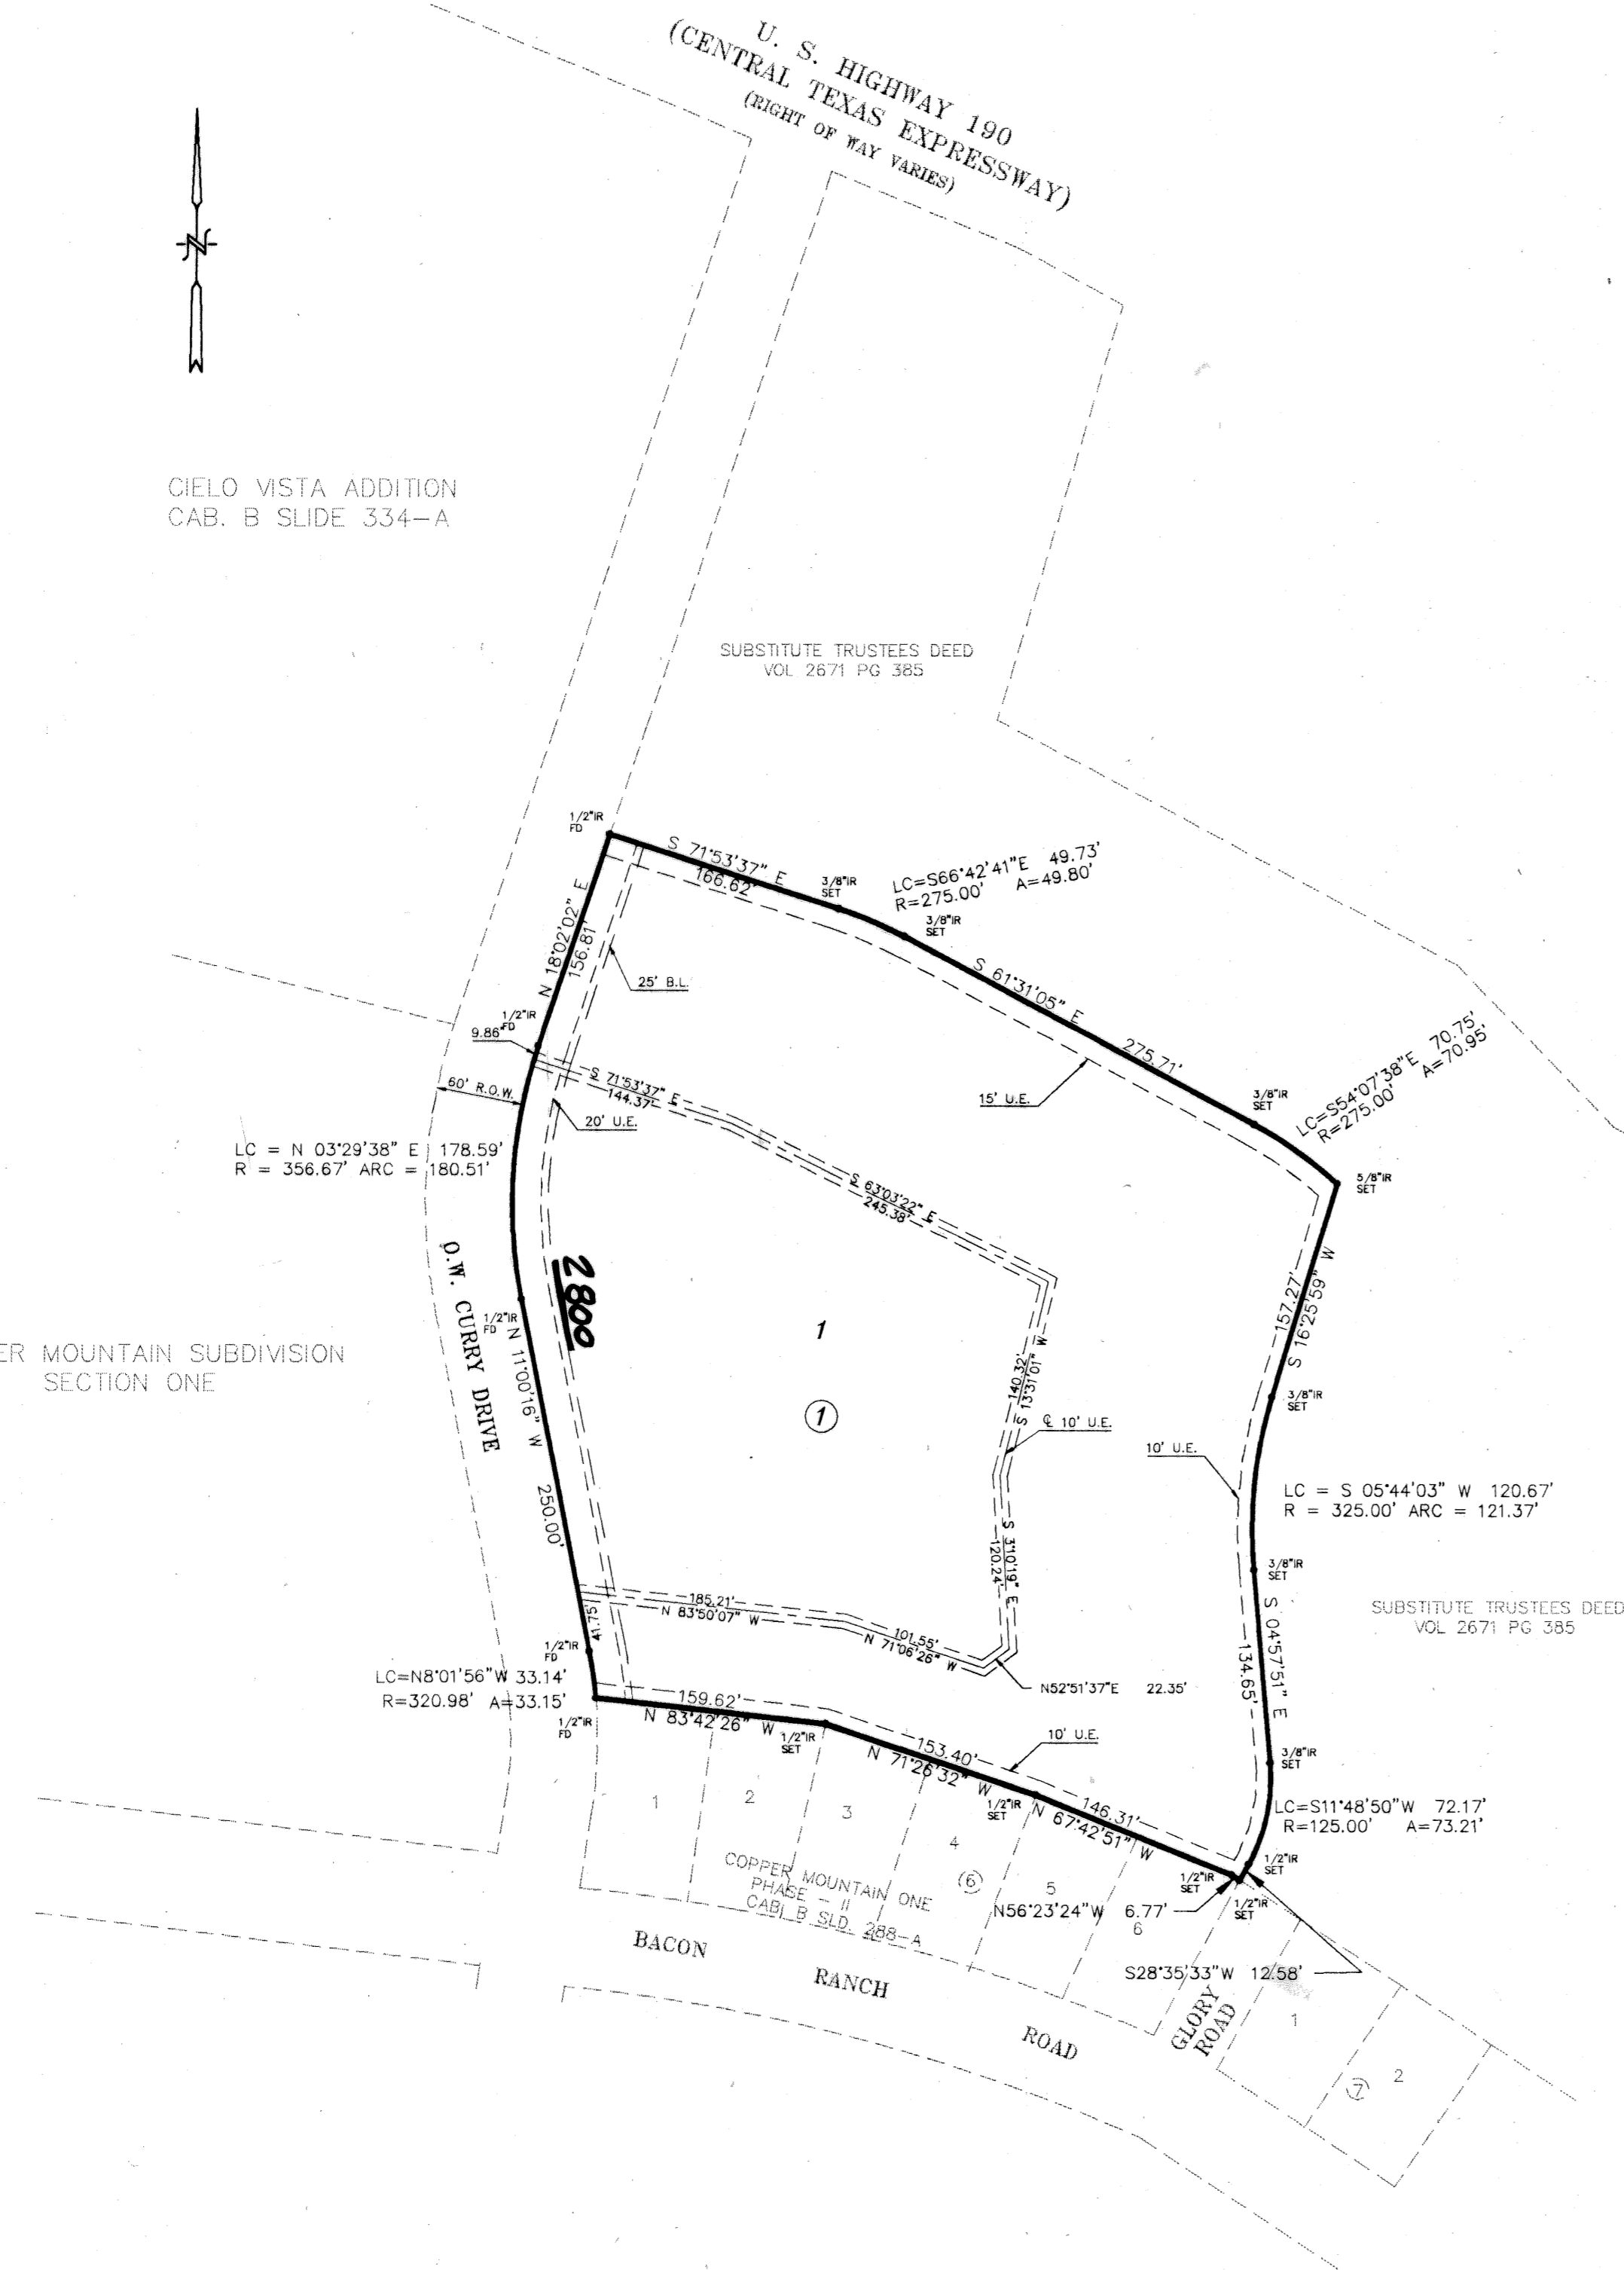 U. S. HIGHWAY 190
(CENTRAL TEXAS EXPRESSWAY)
(RIGHT OF WAY VARIES)
N
CIELO VISTA ADDITION
CAB. B SLIDE 334-A
SUBSTITUTE TRUSTEES DEED
VOL 2671 PG 385
1/2"IR
FD
S 71°53'37" E
166.62'
3/8"IR
SET
LC=S66°42'41"E 49.73'
R=275.00' A=49.80'
3/8"IR
SET
N 18°02'02" E
156.81'
25' B.L.
S 61°31'05" E
275.71'
1/2"IR
FD
9.86'
60' R.O.W.
S 71°53'37" E
144.37'
20' U.E.
15' U.E.
3/8"IR
SET
LC=S54°07'38"E 70.75'
R=275.00' A=70.95'
LC = N 03°29'38" E 178.59'
R = 356.67' ARC = 180.51'
S 63°03'22" E
245.38'
5/8"IR
SET
O.W. CURRY DRIVE
2800
1/2"IR
FD
157.27'
S 16°25'59" W
ER MOUNTAIN SUBDIVISION
SECTION ONE
1
1
140.32'
S 13°31'01" W
3/8"IR
SET
N 11°00'16" W
250.00'
℄ 10' U.E.
10' U.E.
LC = S 05°44'03" W 120.67'
R = 325.00' ARC = 121.37'
S 3°10'19" E
120.24'
3/8"IR
SET
185.21'
N 83°50'07" W
41.75'
101.55'
N 71°06'26" W
S 04°57'51" E
134.65'
SUBSTITUTE TRUSTEES DEED
VOL 2671 PG 385
1/2"IR
FD
LC=N8°01'56"W 33.14'
R=320.98' A=33.15'
N52°51'37"E 22.35'
1/2"IR
FD
159.62'
N 83°42'26" W
1/2"IR
SET
153.40'
N 71°26'32" W
10' U.E.
3/8"IR
SET
1/2"IR
SET
146.31'
N 67°42'51" W
LC=S11°48'50"W 72.17'
R=125.00' A=73.21'
1
2
3
4
5
6
6
COPPER MOUNTAIN ONE
PHASE - II
CAB. B SLD. 288-A
1/2"IR
SET
1/2"IR
SET
1/2"IR
SET
N56°23'24"W 6.77'
S28°35'33"W 12.58'
BACON RANCH ROAD
GLORY
ROAD
1
2
7